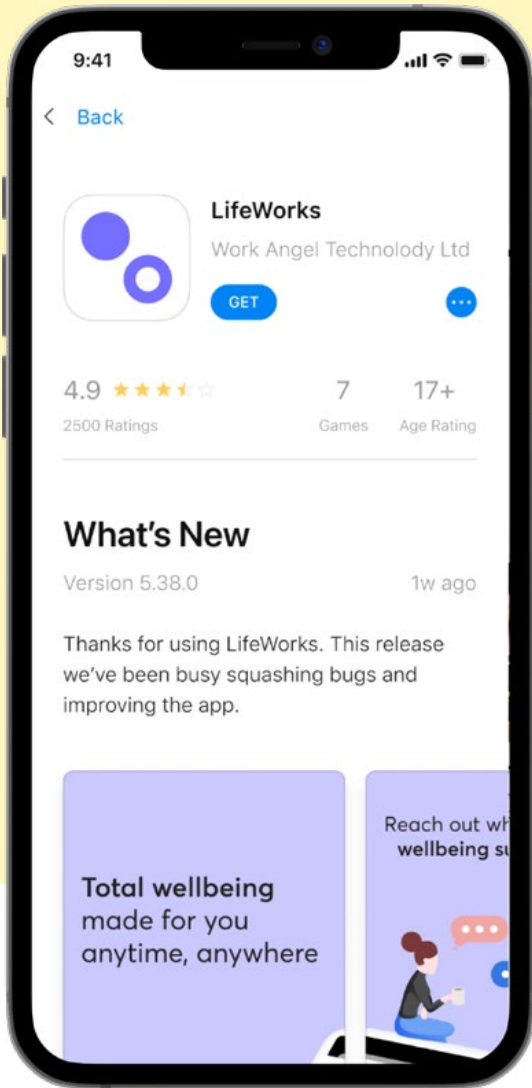 9:41
Back
LifeWorks
Work Angel Technolody Ltd
GET
4.9
7
17+
2500 Ratings
Games
Age Rating
What's New
Version 5.38.0
1w ago
Thanks for using LifeWorks. This release
we've been busy squashing bugs and
improving the app.
Total wellbeing
made for you
anytime, anywhere
Reach out wh
wellbeing su